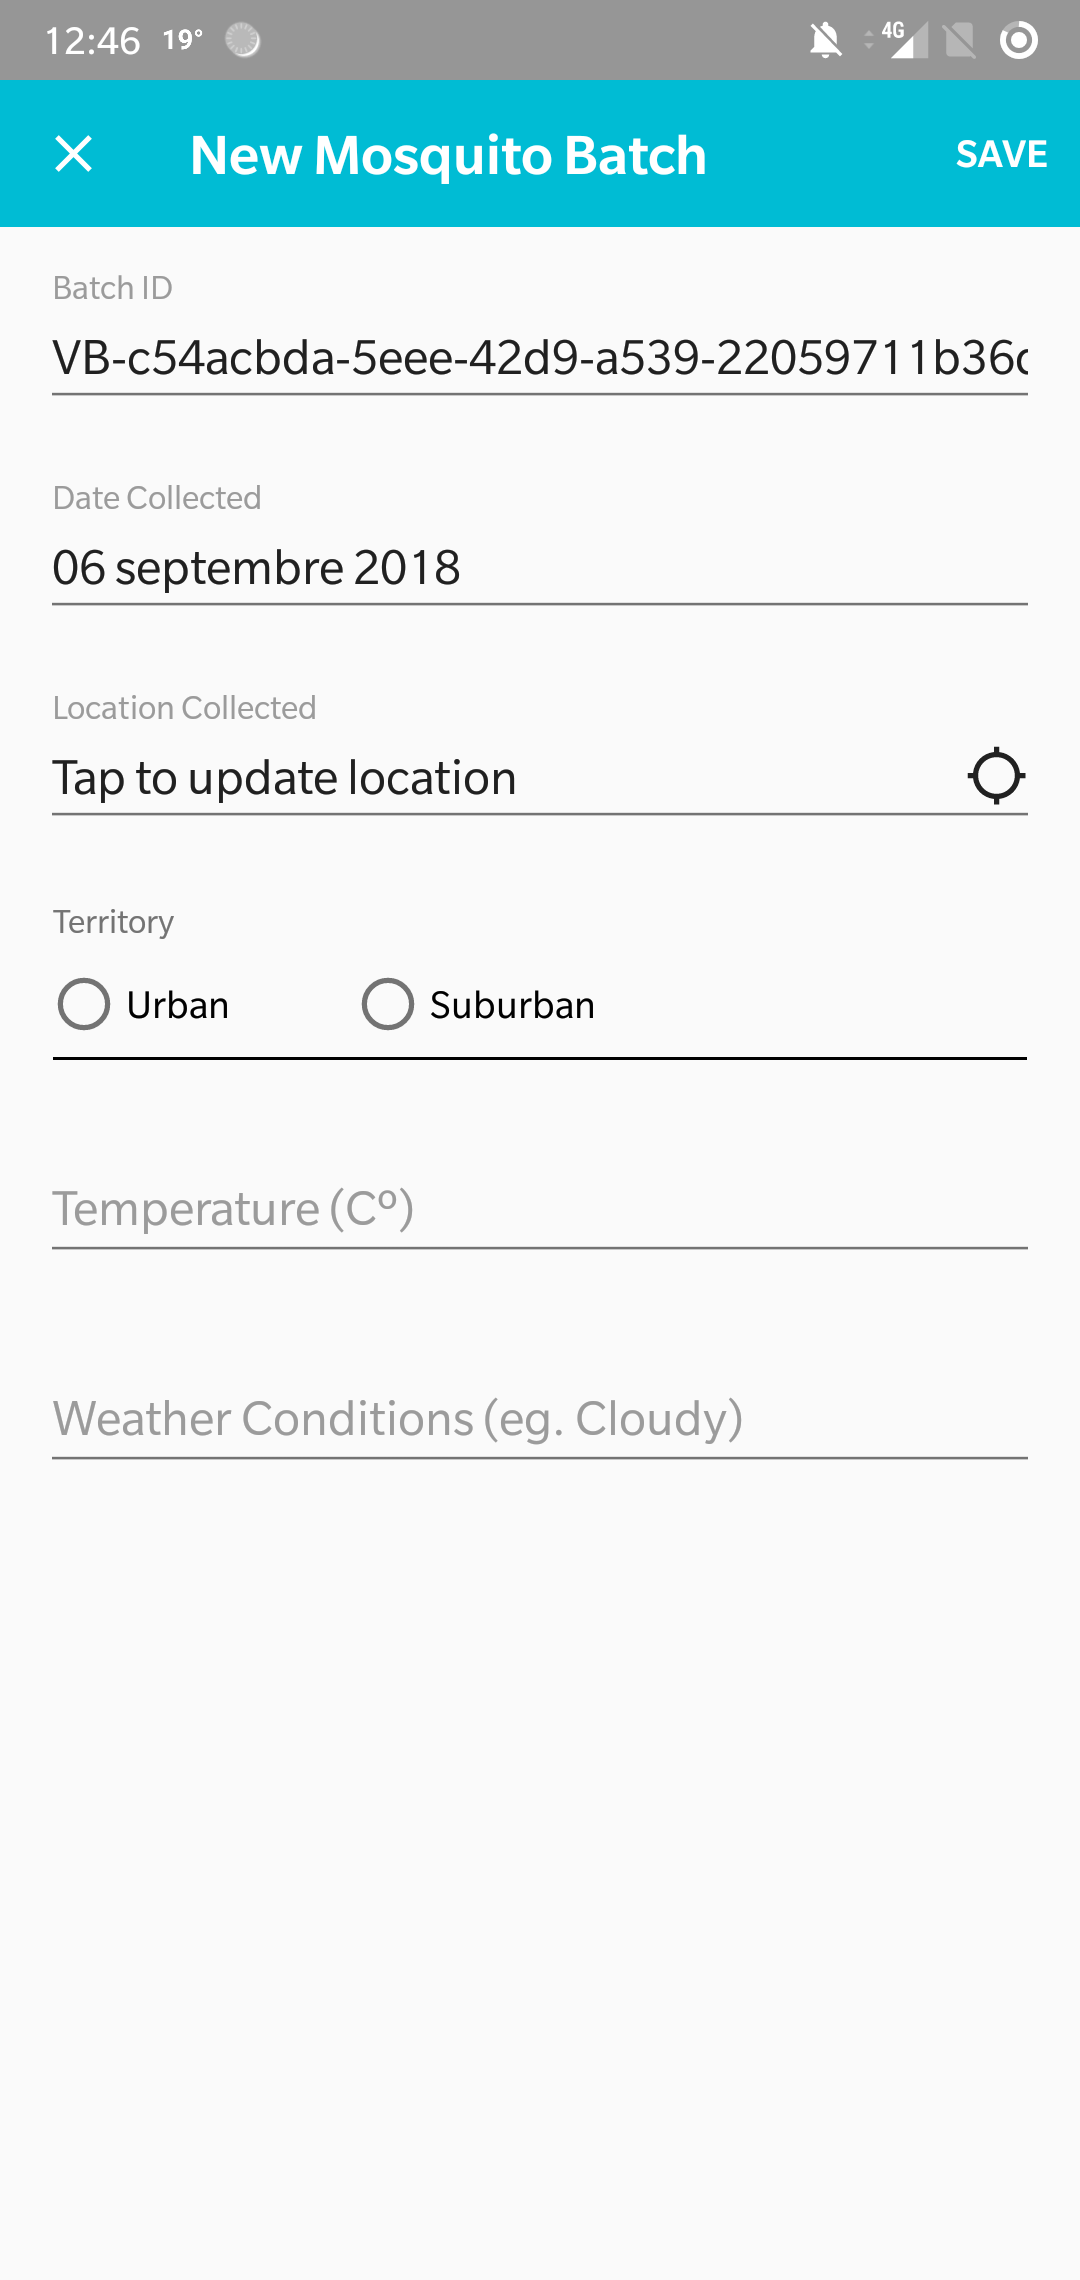 12:46 19° 4G
New Mosquito Batch
SAVE
Batch ID
VB-c54acbda-5eee-42d9-a539-22059711b36
Date Collected
06 septembre 2018
Location Collected
Tap to update location
Territory
Urban
Suburban
Temperature (Cº)
Weather Conditions (eg. Cloudy)